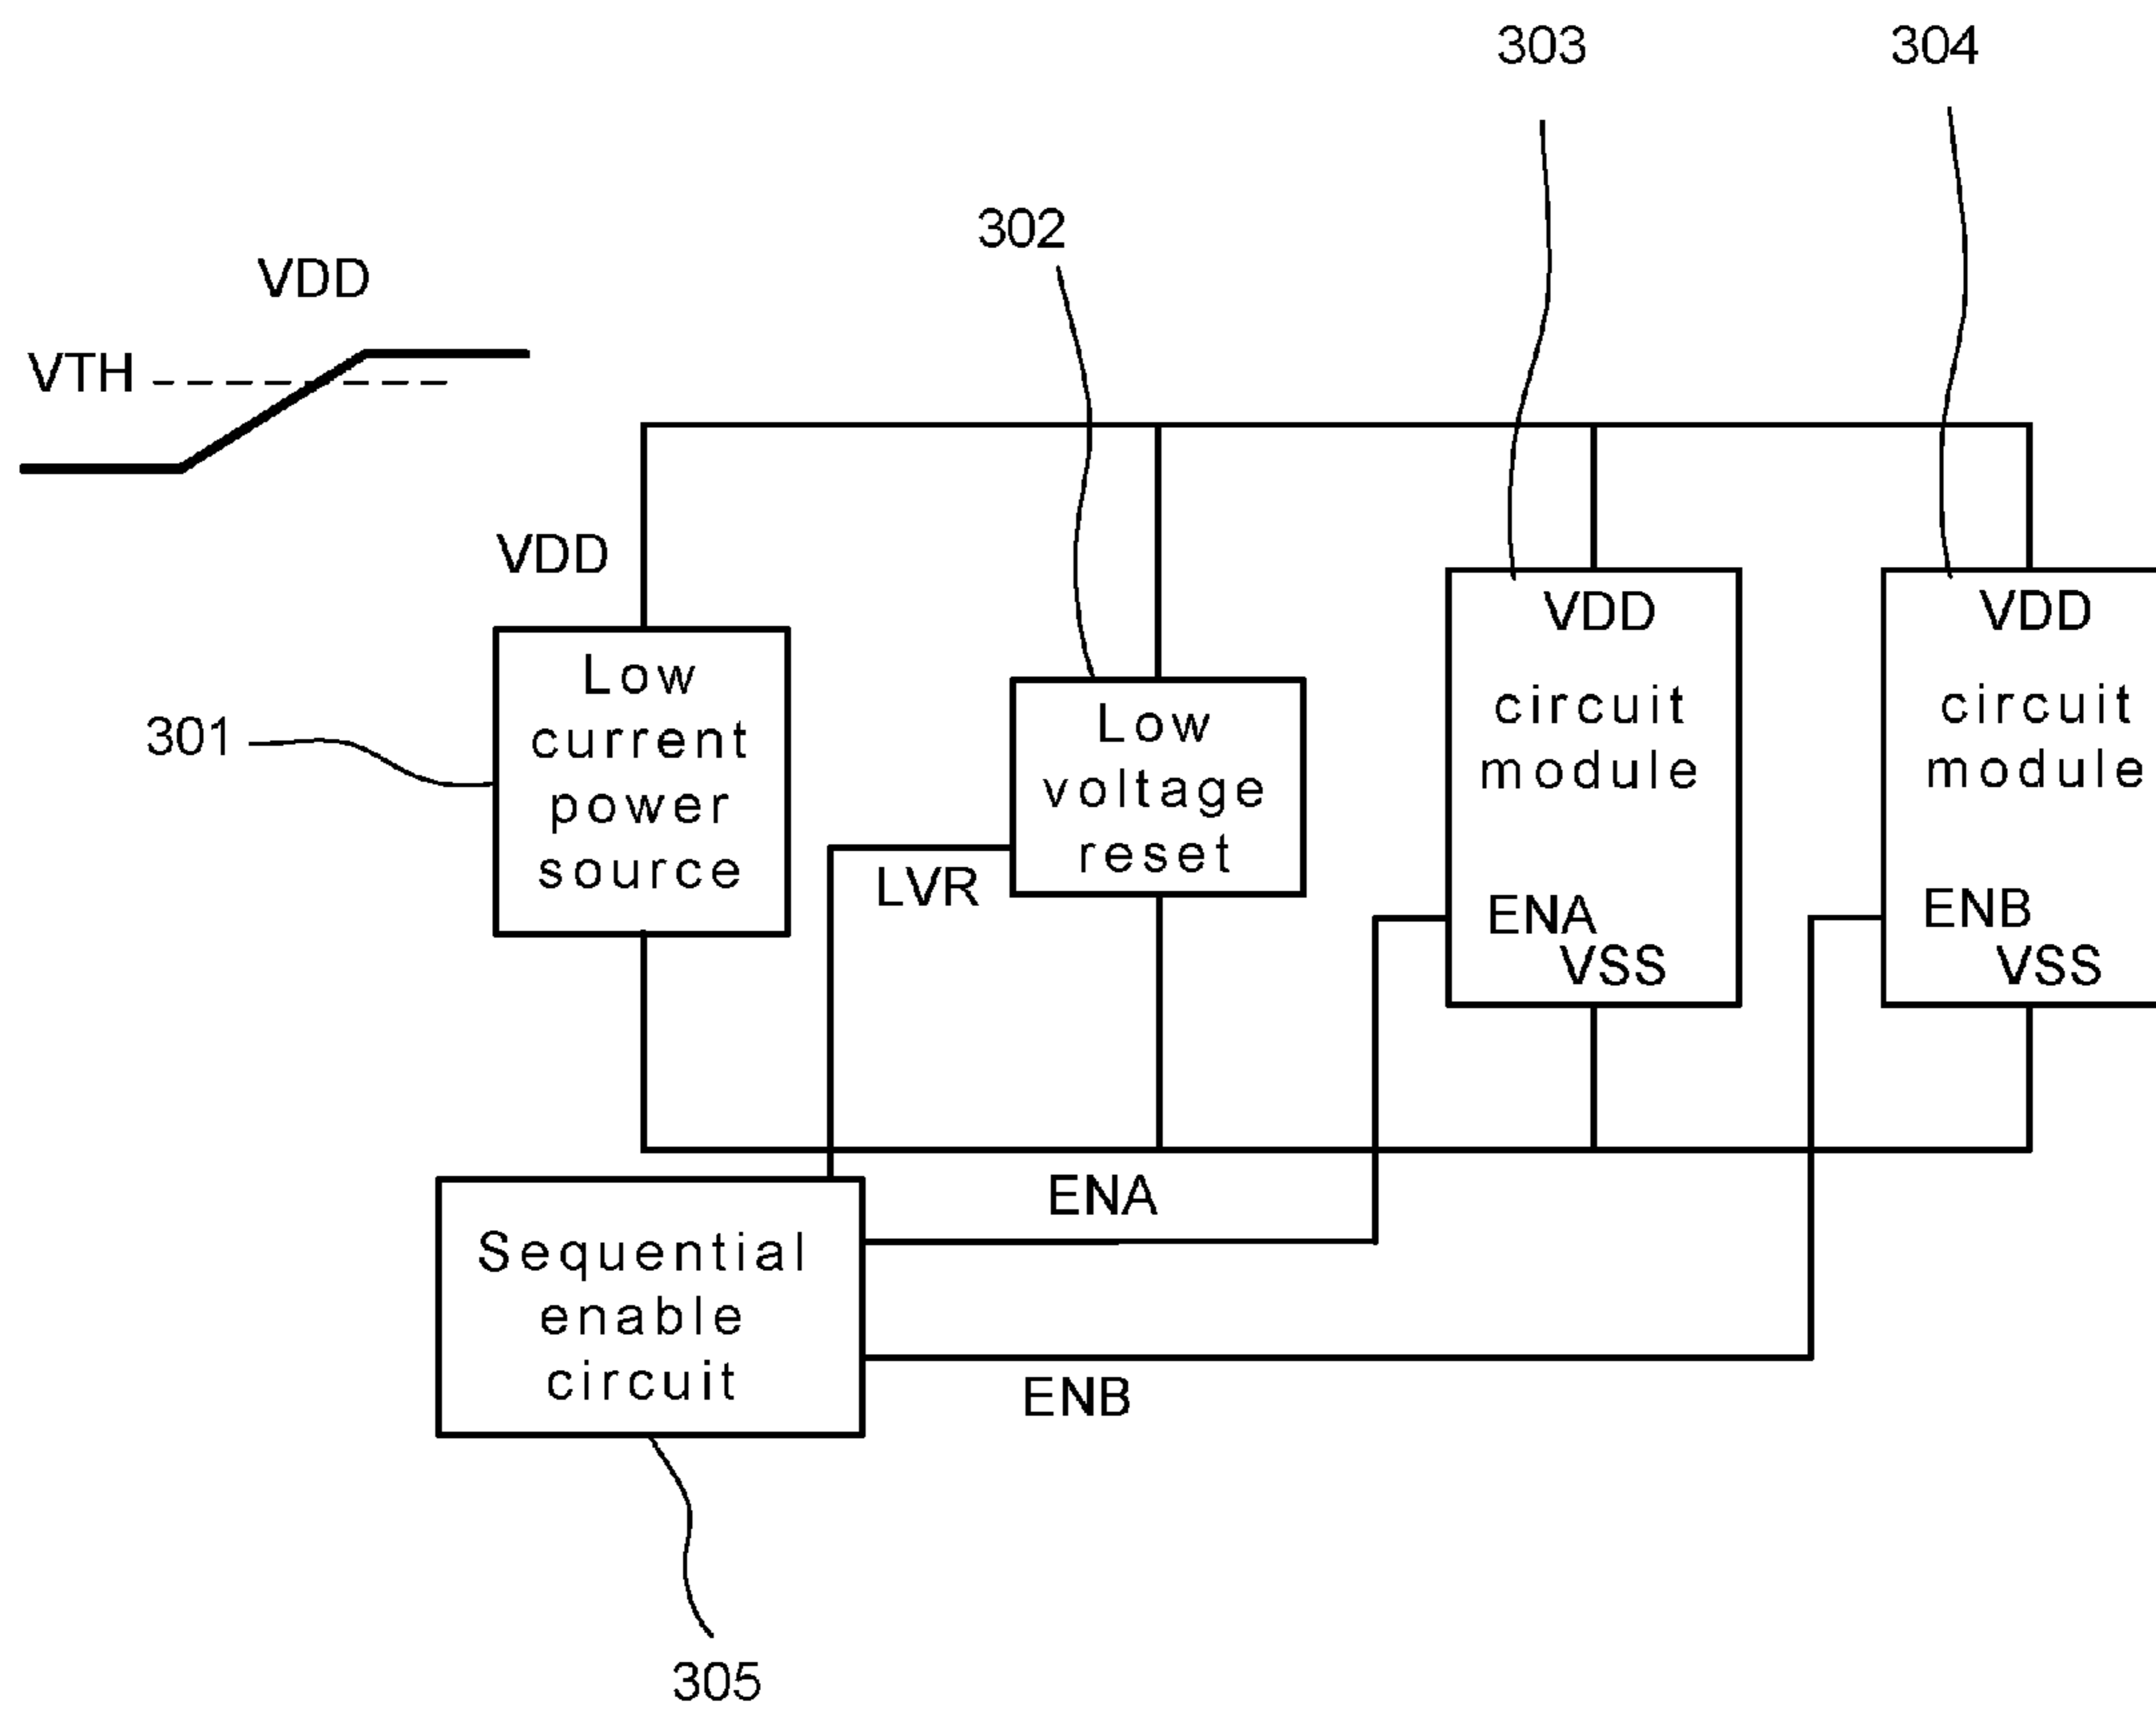 303
304
302
VDD
VTH
VDD
301
Low
current
power
source
Low
voltage
reset
LVR
VDD
circuit
module
ENA
VSS
VDD
circuit
module
ENB
VSS
ENA
Sequential
enable
circuit
ENB
305